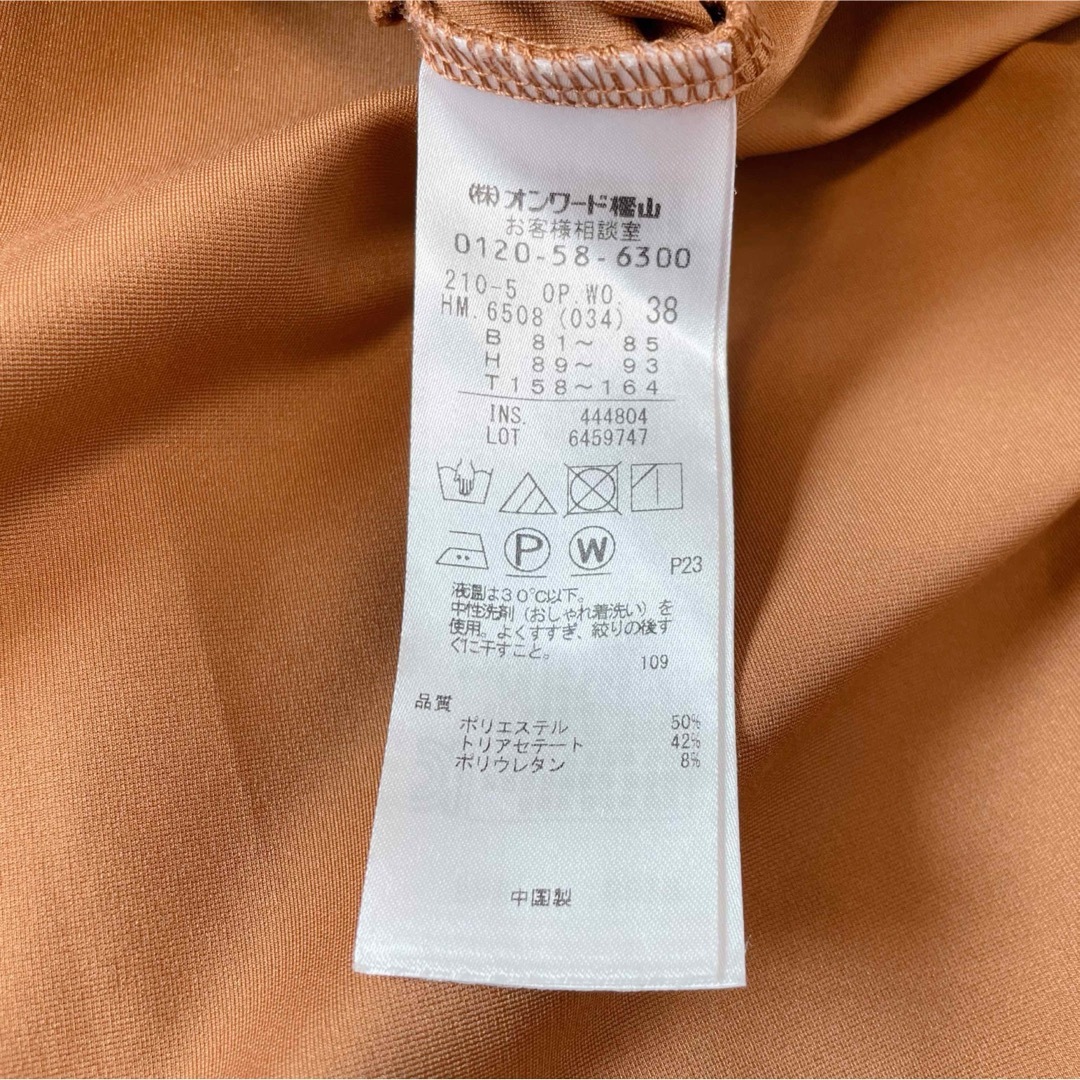 ㈱オンワード樫山
お客様相談室
0120-58-6300
210-5 OP.WO. 38
HM.6508(034)
B 81～ 85
H 89～ 93
T158～164
INS. 444804
LOT 6459747
P W P23
液温は30℃以下。
中性洗剤（おしゃれ着洗い）を
使用。よくすすぎ、絞りの後す
ぐに干すこと。
109
品質
ポリエステル 50%
トリアセテート 42%
ポリウレタン 8%
中国製